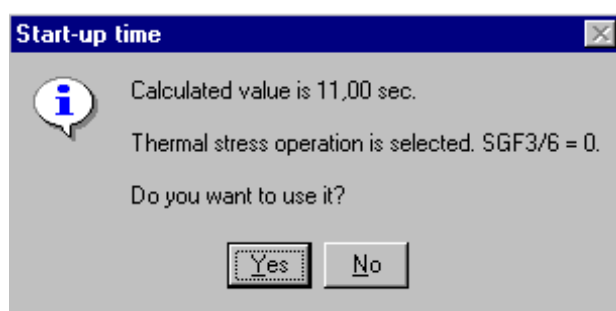 Start-up time
Calculated value is 11,00 sec.
Thermal stress operation is selected. SGF3/6 = 0.
Do you want to use it?
Yes No